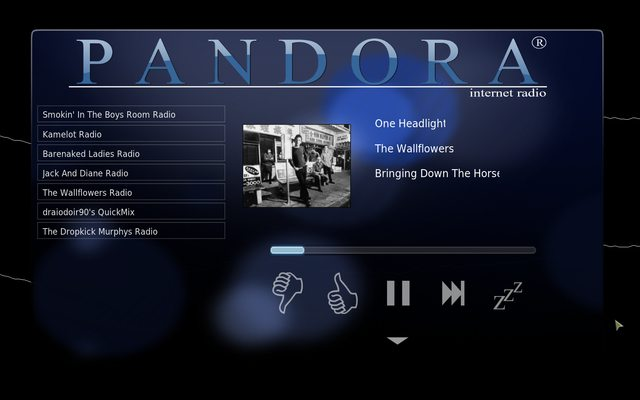 PANDORA®
internet radio
Smokin' In The Boys Room Radio
Kamelot Radio
Barenaked Ladies Radio
Jack And Diane Radio
The Wallflowers Radio
draiodoir90's QuickMix
The Dropkick Murphys Radio
One Headlight
The Wallflowers
Bringing Down The Horse
zzz